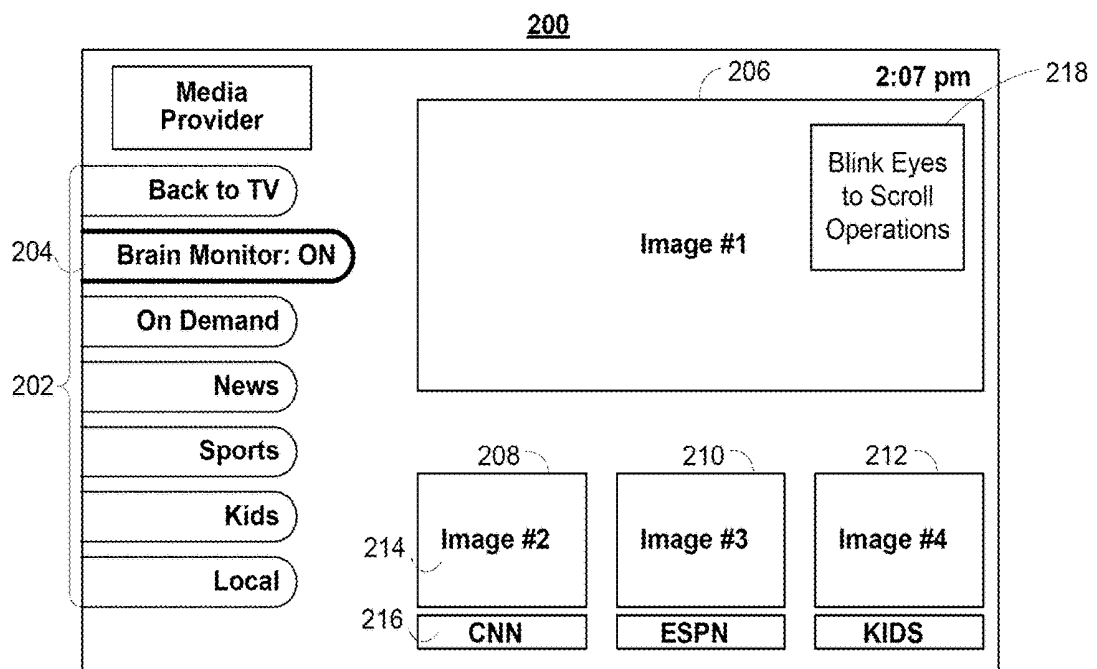 200
2:07 pm
206
218
Media
Provider
Back to TV
204
Brain Monitor: ON
On Demand
202
News
Sports
Kids
Local
Image #1
Blink Eyes
to Scroll
Operations
208
210
212
214
Image #2
Image #3
Image #4
216
CNN
ESPN
KIDS